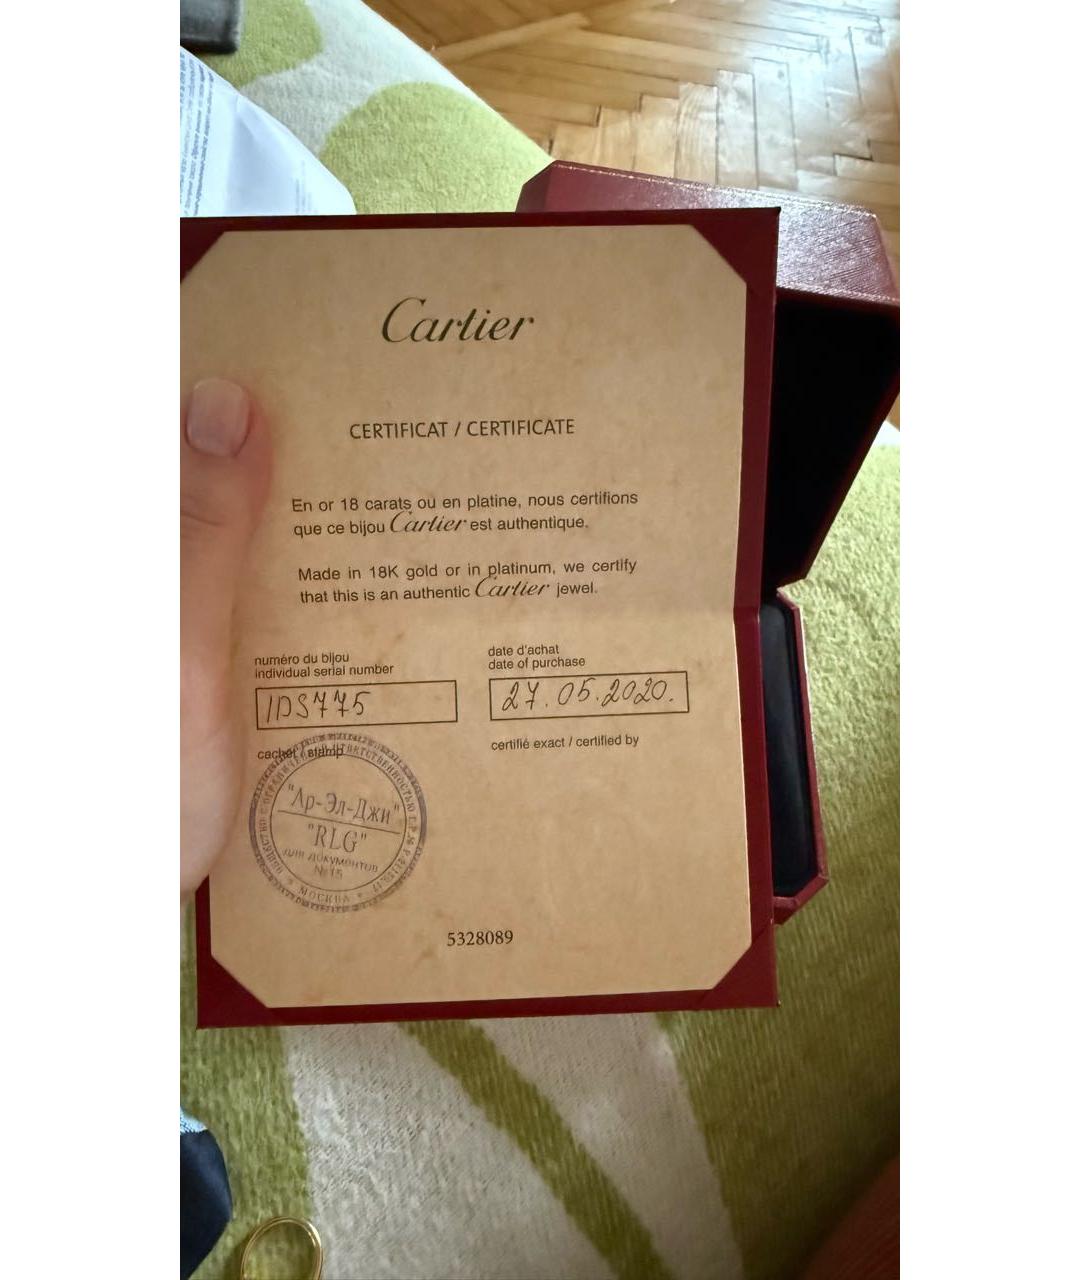 Cartier
CERTIFICAT / CERTIFICATE
En or 18 carats ou en platine, nous certifions
que ce bijou Cartier est authentique.
Made in 18K gold or in platinum, we certify
that this is an authentic Cartier jewel.
numéro du bijou
individual serial number
IDS775
date d'achat
date of purchase
27.05.2020.
cachet / stamp
certifié exact / certified by
"Ар-Эл-Джи"
"RLG"
ДЛЯ ДОКУМЕНТОВ
№ 15
МОСКВА
5328089